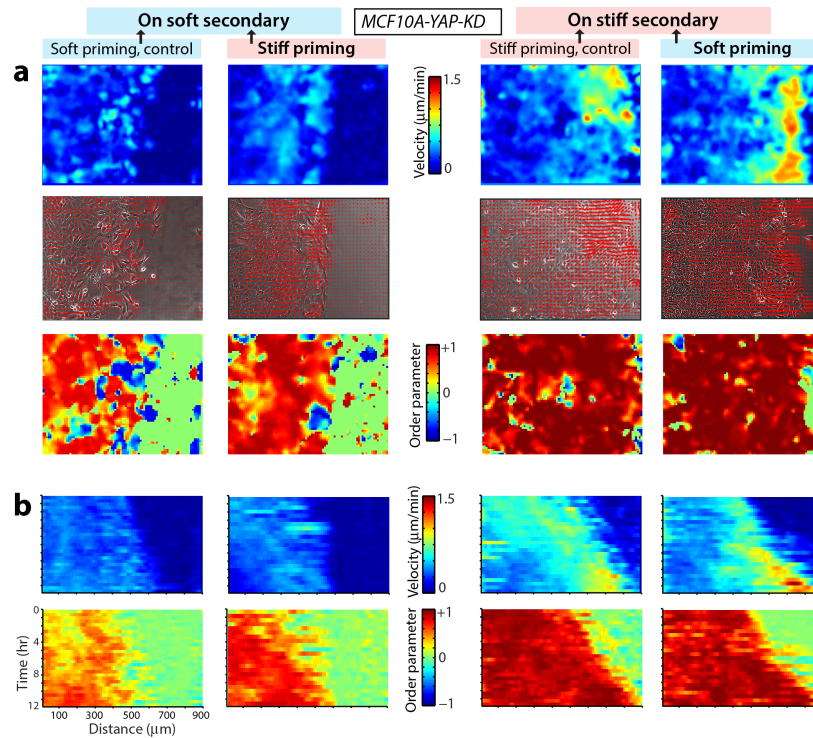 On soft secondary
MCF10A-YAP-KD
On stiff secondary
Soft priming, control
Stiff priming
Stiff priming, control
Soft priming
a
1.5
0
Velocity (μm/min)
+1
0
−1
Order parameter
b
1.5
0
Velocity (μm/min)
+1
0
−1
Order parameter
0
4
8
12
Time (hr)
100
300
500
700
900
Distance (μm)